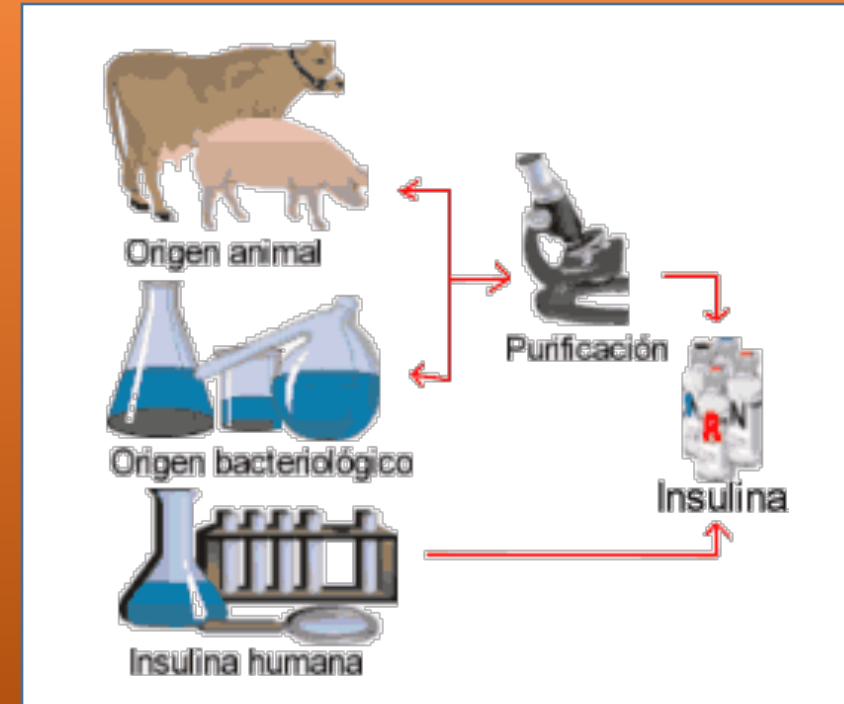 Origen animal
Origen bacteriológico
Insulina humana
Purificación
R
N
Insulina